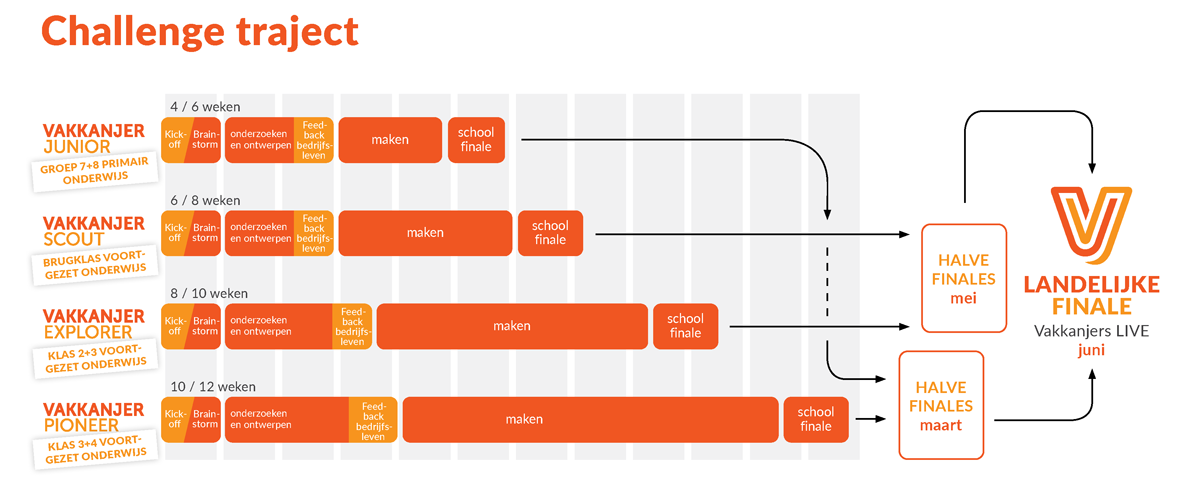 Challenge traject
4 / 6 weken
VAKKANJER
JUNIOR
GROEP 7+8 PRIMAIR
ONDERWIJS
Kick-
off
Brain-
storm
onderzoeken
en ontwerpen
Feed-
back
bedrijfs-
leven
maken
school
finale
6 / 8 weken
VAKKANJER
SCOUT
BRUGKLAS VOORT-
GEZET ONDERWIJS
Kick-
off
Brain-
storm
onderzoeken
en ontwerpen
Feed-
back
bedrijfs-
leven
maken
school
finale
8 / 10 weken
VAKKANJER
EXPLORER
KLAS 2+3 VOORT-
GEZET ONDERWIJS
Kick-
off
Brain-
storm
onderzoeken
en ontwerpen
Feed-
back
bedrijfs-
leven
maken
school
finale
10 / 12 weken
VAKKANJER
PIONEER
KLAS 3+4 VOORT-
GEZET ONDERWIJS
Kick-
off
Brain-
storm
onderzoeken
en ontwerpen
Feed-
back
bedrijfs-
leven
maken
school
finale
HALVE
FINALES
mei
HALVE
FINALES
maart
V
LANDELIJKE
FINALE
Vakkanjers LIVE
juni